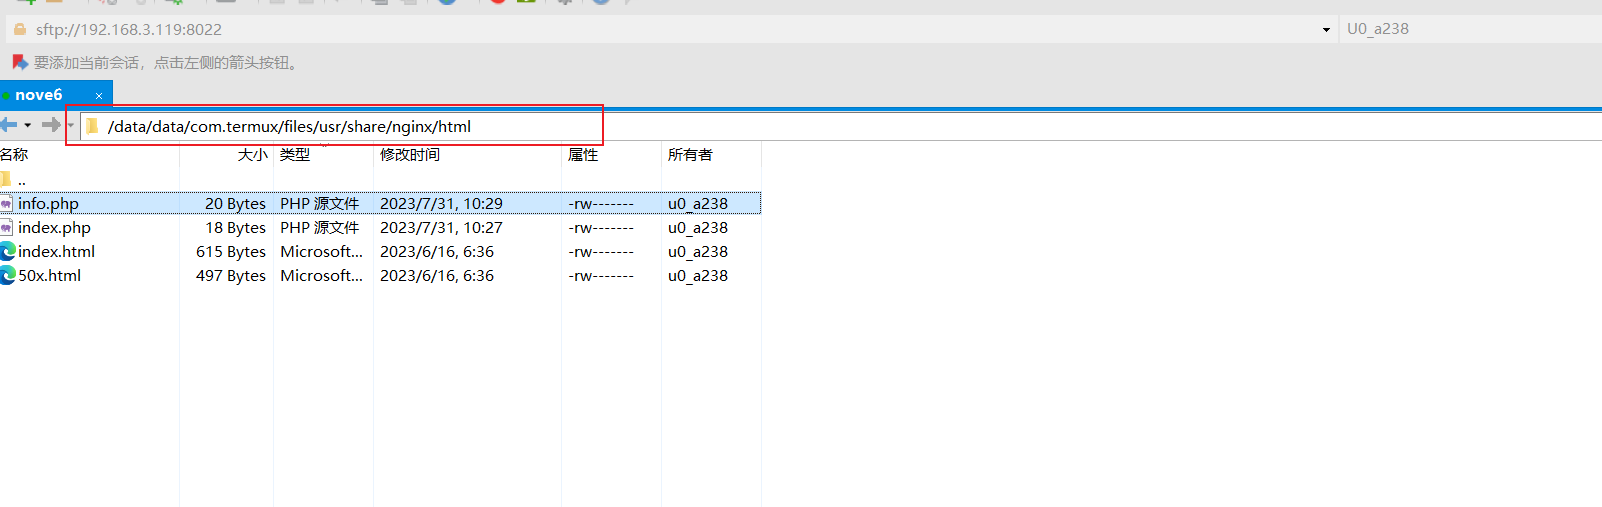 sftp://192.168.3.119:8022 U0_a238
要添加当前会话，点击左侧的箭头按钮。
nove6 ×
/data/data/com.termux/files/usr/share/nginx/html
名称 大小 类型 修改时间 属性 所有者
..
info.php 20 Bytes PHP 源文件 2023/7/31, 10:29 -rw------- u0_a238
index.php 18 Bytes PHP 源文件 2023/7/31, 10:27 -rw------- u0_a238
index.html 615 Bytes Microsoft... 2023/6/16, 6:36 -rw------- u0_a238
50x.html 497 Bytes Microsoft... 2023/6/16, 6:36 -rw------- u0_a238